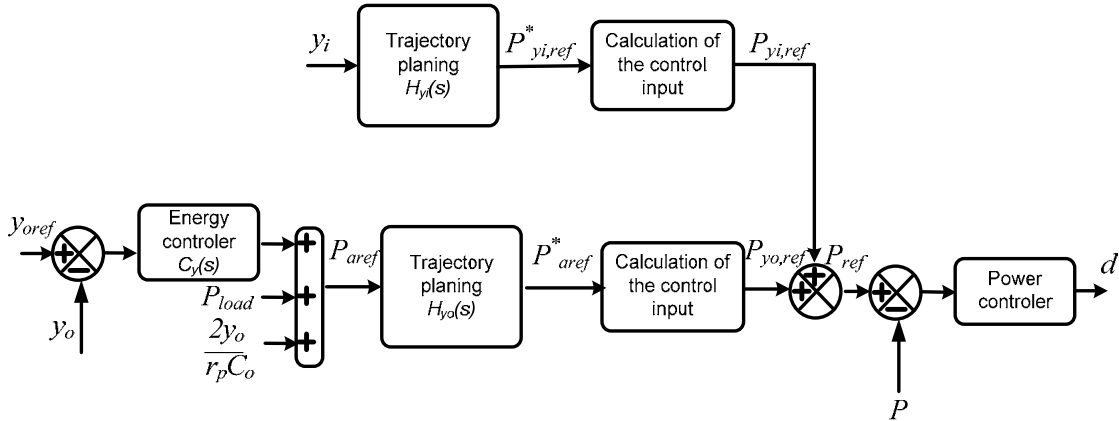 y_i
Trajectory
planing
H_yi(s)
P*_yi,ref
Calculation of
the control
input
P_yi,ref
y_oref
+
−
y_o
Energy
controler
C_y(s)
+
P_load
+
2y_o
r_pC_o
+
P_aref
Trajectory
planing
H_yo(s)
P*_aref
Calculation of
the control
input
P_yo,ref
+
+
P_ref
+
−
P
Power
controler
d